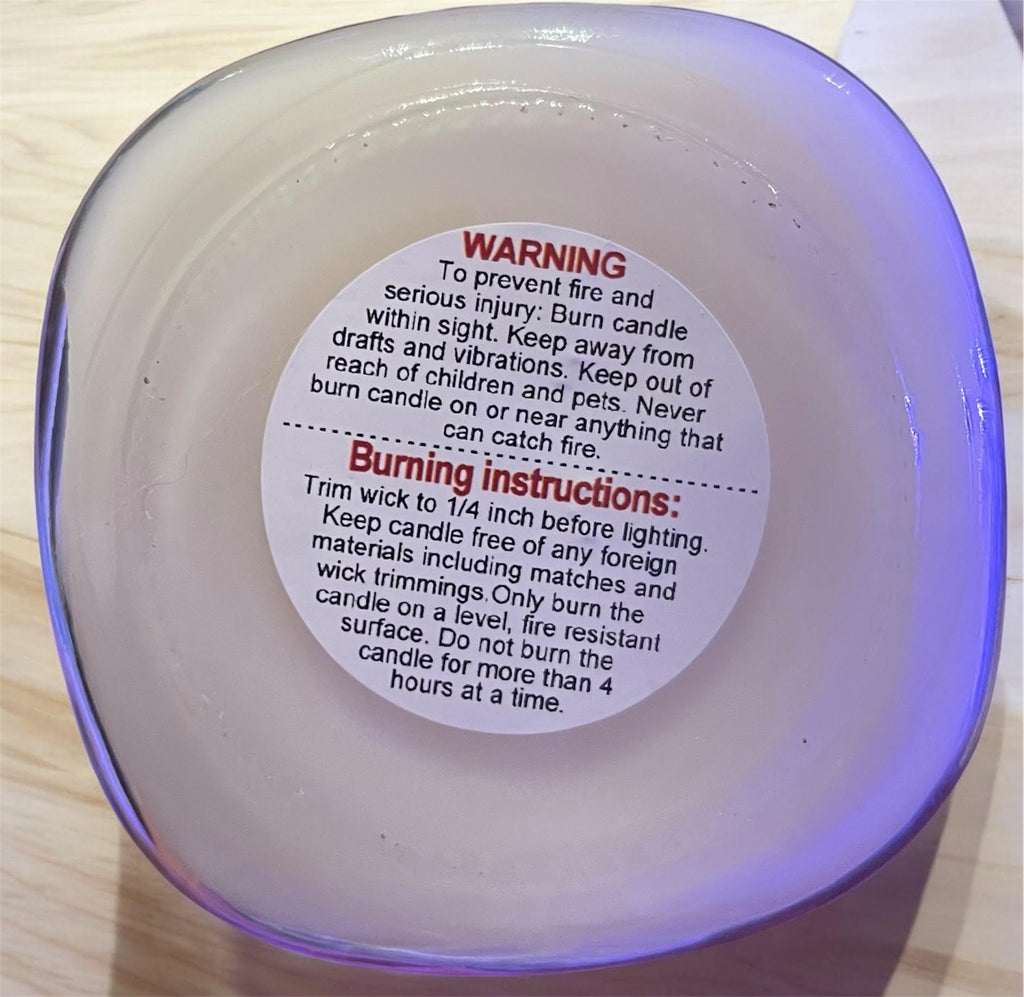 WARNING
To prevent fire and
serious injury: Burn candle
within sight. Keep away from
drafts and vibrations. Keep out of
reach of children and pets. Never
burn candle on or near anything that
can catch fire.
Burning instructions:
Trim wick to 1/4 inch before lighting.
Keep candle free of any foreign
materials including matches and
wick trimmings.Only burn the
candle on a level, fire resistant
surface. Do not burn the
candle for more than 4
hours at a time.